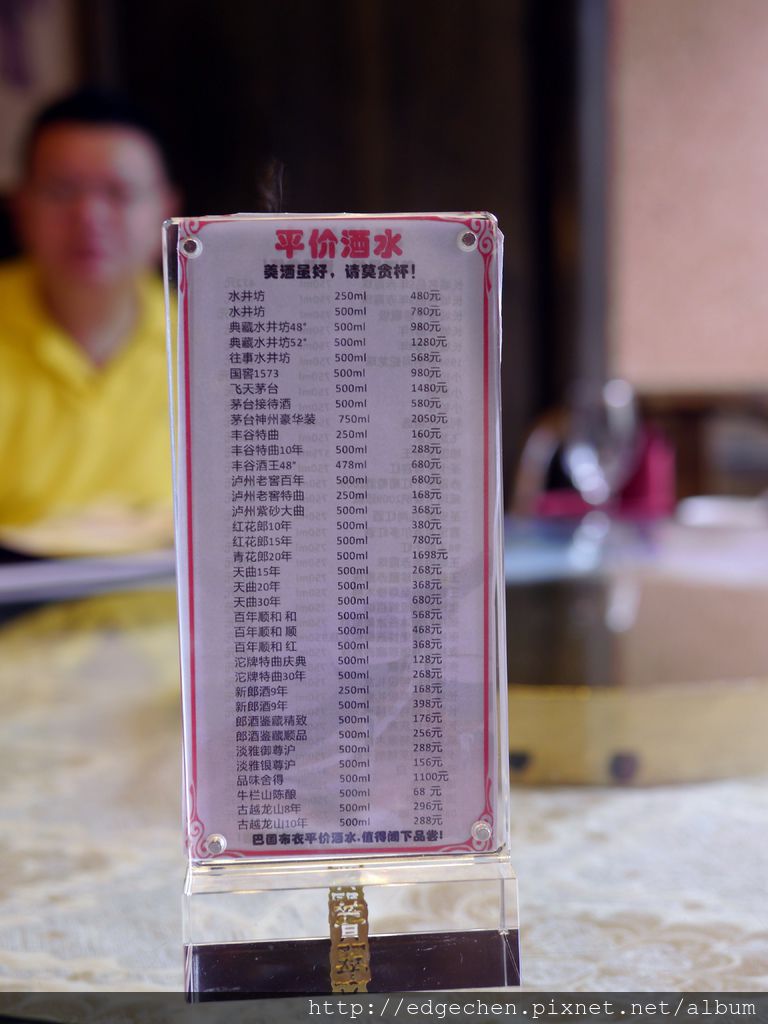 平价酒水
美酒虽好，请莫贪杯！
水井坊 250ml 480元
水井坊 500ml 780元
典藏水井坊48° 500ml 980元
典藏水井坊52° 500ml 1280元
往事水井坊 500ml 568元
国窖1573 500ml 980元
飞天茅台 500ml 1480元
茅台接待酒 500ml 580元
茅台神州豪华装 750ml 2050元
丰谷特曲 250ml 160元
丰谷特曲10年 500ml 288元
丰谷酒王48° 478ml 680元
泸州老窖百年 500ml 680元
泸州老窖特曲 250ml 168元
泸州紫砂大曲 500ml 368元
红花郎10年 500ml 380元
红花郎15年 500ml 780元
青花郎20年 500ml 1698元
天曲15年 500ml 268元
天曲20年 500ml 368元
天曲30年 500ml 680元
百年顺和 和 500ml 568元
百年顺和 顺 500ml 468元
百年顺和 红 500ml 368元
沱牌特曲庆典 500ml 128元
沱牌特曲30年 500ml 268元
新郎酒9年 250ml 168元
新郎酒9年 500ml 398元
郎酒鉴藏精致 500ml 176元
郎酒鉴藏顺品 500ml 256元
淡雅御尊沪 500ml 288元
淡雅银尊沪 500ml 156元
品味舍得 500ml 1100元
牛栏山陈酿 500ml 68 元
古越龙山8年 500ml 296元
古越龙山10年 500ml 288元
巴国布衣平价酒水,值得阁下品尝!
http://edgechen.pixnet.net/album